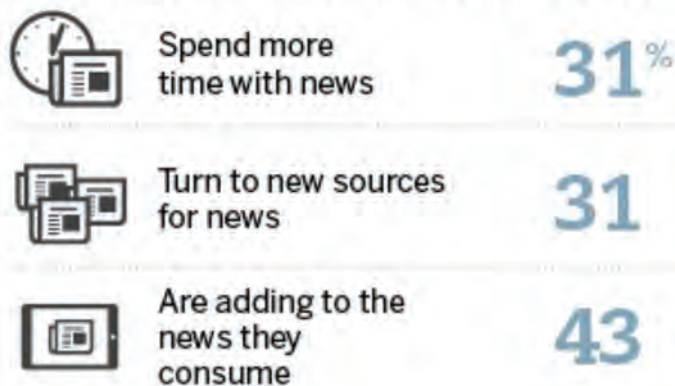 Spend more
time with news
31%
Turn to new sources
for news
31
Are adding to the
news they
consume
43